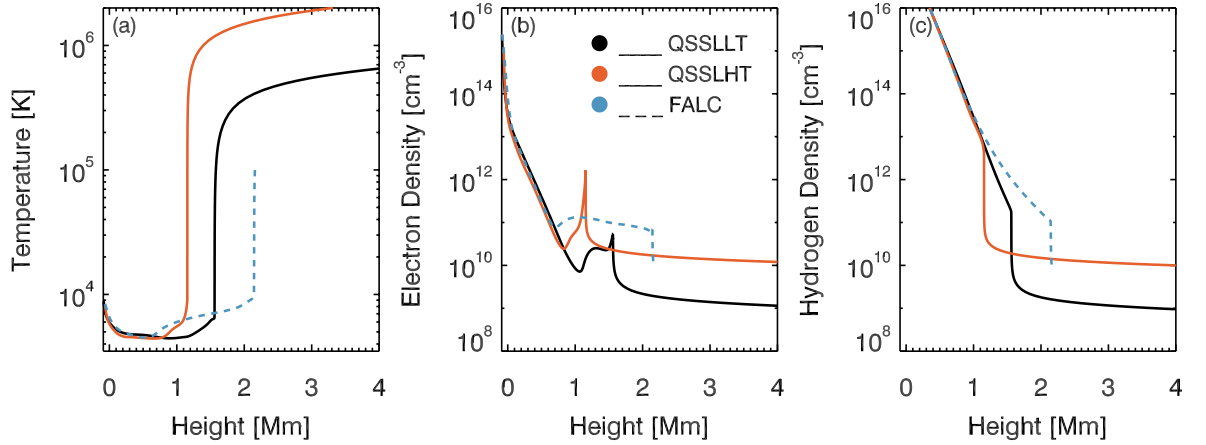 (a)
Temperature [K]
10^6
10^5
10^4
0 1 2 3 4
Height [Mm]
(b)
QSSLLT
QSSLHT
FALC
Electron Density [cm^-3]
10^16
10^14
10^12
10^10
10^8
0 1 2 3 4
Height [Mm]
(c)
Hydrogen Density [cm^-3]
10^16
10^14
10^12
10^10
10^8
0 1 2 3 4
Height [Mm]